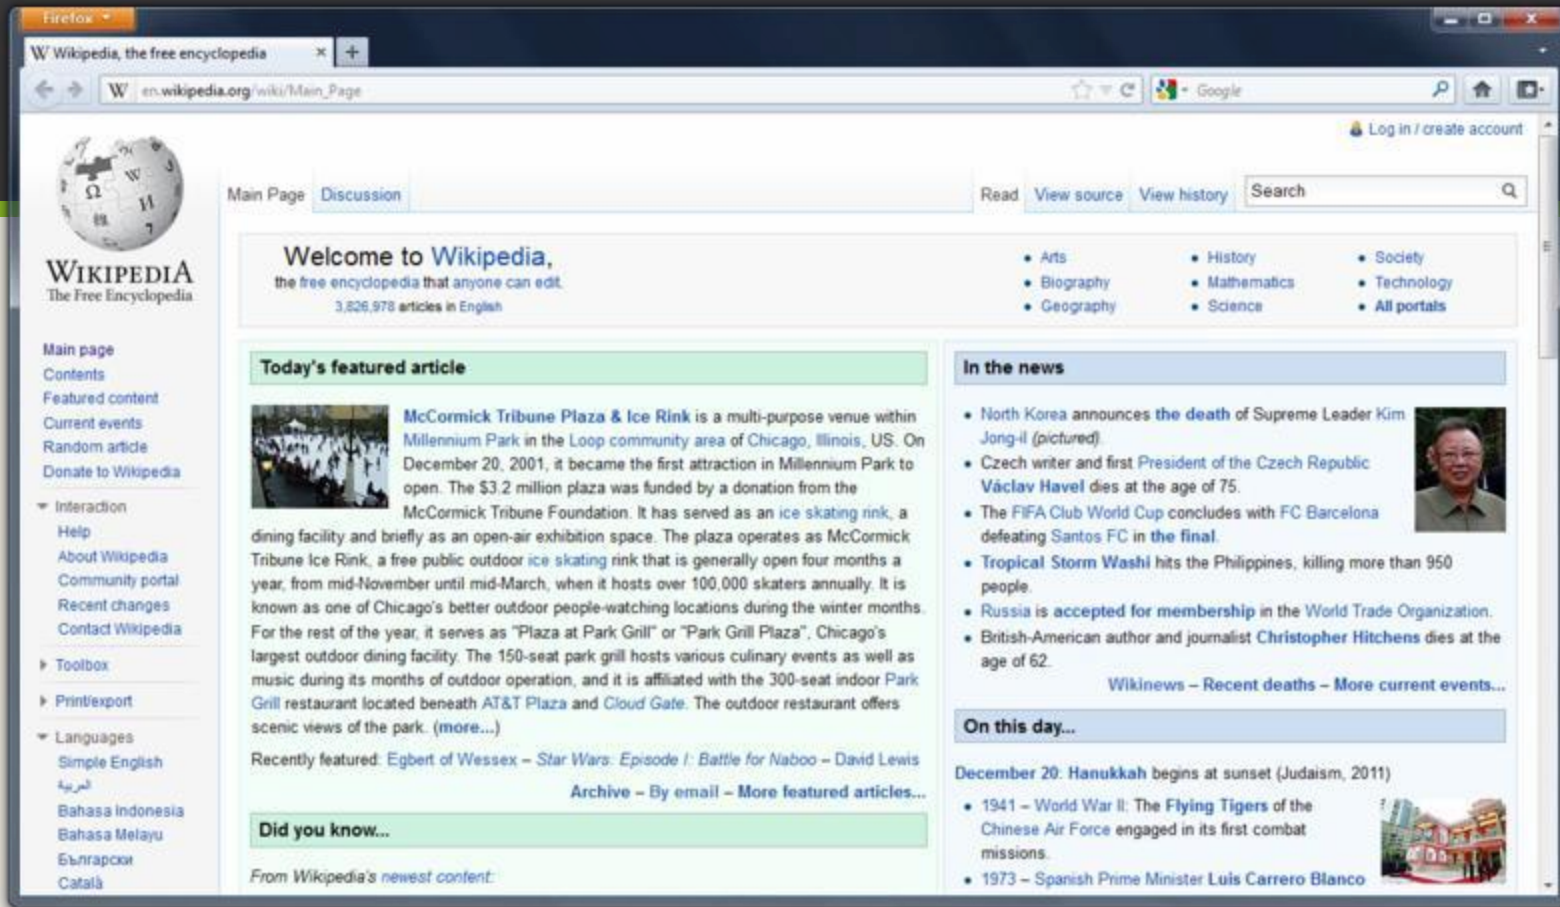 Firefox
Wikipedia, the free encyclopedia
en.wikipedia.org/wiki/Main_Page
Google
Log in / create account
WIKIPEDIA
The Free Encyclopedia
Main Page
Discussion
Read
View source
View history
Search
Main page
Contents
Featured content
Current events
Random article
Donate to Wikipedia
Interaction
Help
About Wikipedia
Community portal
Recent changes
Contact Wikipedia
Toolbox
Print/export
Languages
Simple English
العربية
Bahasa Indonesia
Bahasa Melayu
Български
Català
Welcome to Wikipedia,
the free encyclopedia that anyone can edit.
3,826,978 articles in English
Arts
Biography
Geography
History
Mathematics
Science
Society
Technology
All portals
Today's featured article
McCormick Tribune Plaza & Ice Rink is a multi-purpose venue within
Millennium Park in the Loop community area of Chicago, Illinois, US. On
December 20, 2001, it became the first attraction in Millennium Park to
open. The $3.2 million plaza was funded by a donation from the
McCormick Tribune Foundation. It has served as an ice skating rink, a
dining facility and briefly as an open-air exhibition space. The plaza operates as McCormick
Tribune Ice Rink, a free public outdoor ice skating rink that is generally open four months a
year, from mid-November until mid-March, when it hosts over 100,000 skaters annually. It is
known as one of Chicago's better outdoor people-watching locations during the winter months.
For the rest of the year, it serves as "Plaza at Park Grill" or "Park Grill Plaza", Chicago's
largest outdoor dining facility. The 150-seat park grill hosts various culinary events as well as
music during its months of outdoor operation, and it is affiliated with the 300-seat indoor Park
Grill restaurant located beneath AT&T Plaza and Cloud Gate. The outdoor restaurant offers
scenic views of the park. (more...)
Recently featured: Egbert of Wessex – Star Wars: Episode I: Battle for Naboo – David Lewis
Archive – By email – More featured articles...
Did you know...
From Wikipedia's newest content:
In the news
North Korea announces the death of Supreme Leader Kim
Jong-il (pictured).
Czech writer and first President of the Czech Republic
Václav Havel dies at the age of 75.
The FIFA Club World Cup concludes with FC Barcelona
defeating Santos FC in the final.
Tropical Storm Washi hits the Philippines, killing more than 950
people.
Russia is accepted for membership in the World Trade Organization.
British-American author and journalist Christopher Hitchens dies at the
age of 62.
Wikinews – Recent deaths – More current events...
On this day...
December 20: Hanukkah begins at sunset (Judaism, 2011)
1941 – World War II: The Flying Tigers of the
Chinese Air Force engaged in its first combat
missions.
1973 – Spanish Prime Minister Luis Carrero Blanco